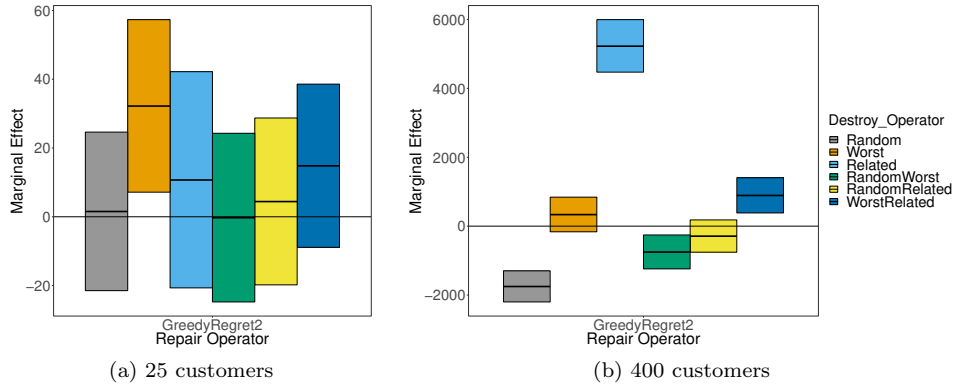 60
40
20
0
−20
Marginal Effect
GreedyRegret2
Repair Operator
(a) 25 customers
6000
4000
2000
0
−2000
Marginal Effect
GreedyRegret2
Repair Operator
(b) 400 customers
Destroy_Operator
Random
Worst
Related
RandomWorst
RandomRelated
WorstRelated